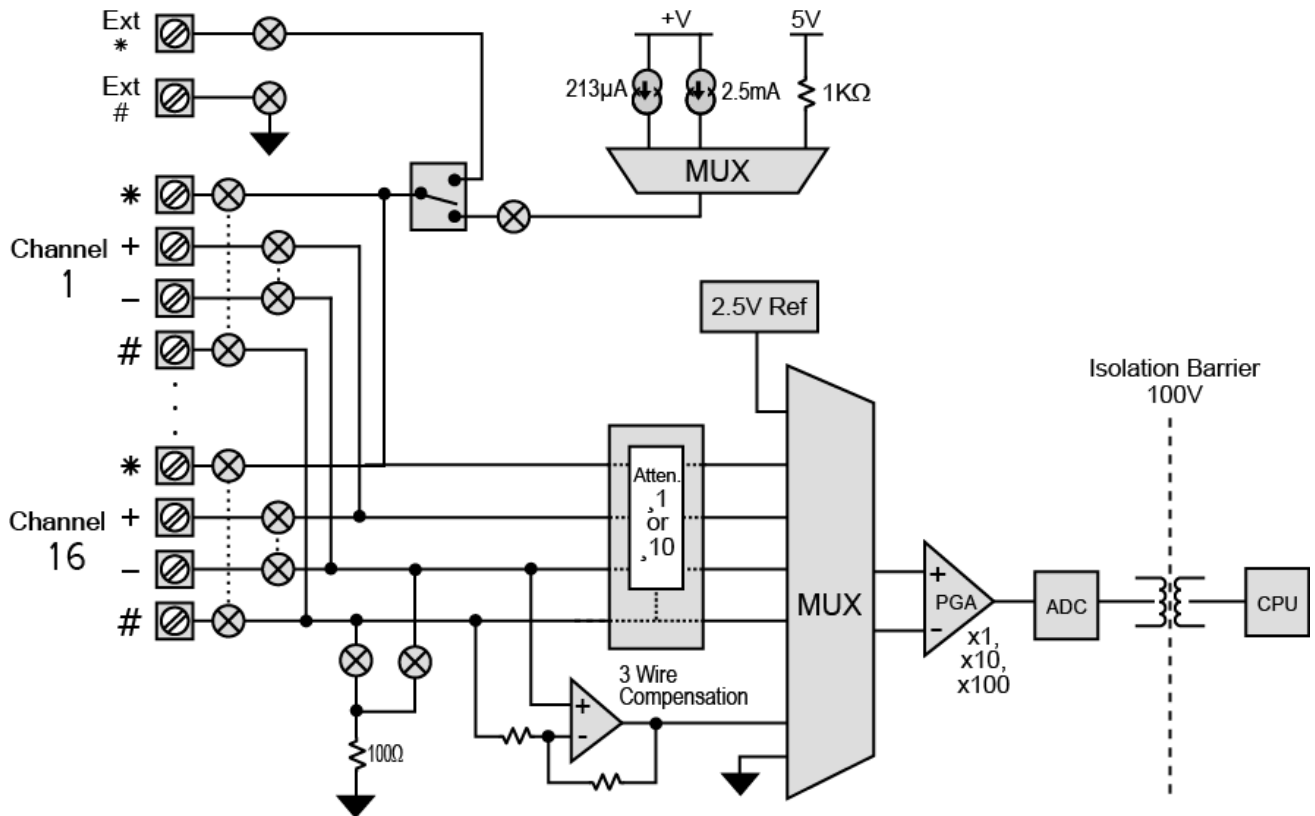 Ext
*
Ext
#
+V
5V
213µA
2.5mA
1KΩ
MUX
*
Channel
1
+
–
#
2.5V Ref
Isolation Barrier
100V
*
Channel
16
+
–
#
Atten.
¸1
or
¸10
MUX
+
PGA
–
x1,
x10,
x100
ADC
CPU
3 Wire
Compensation
+
-
100Ω